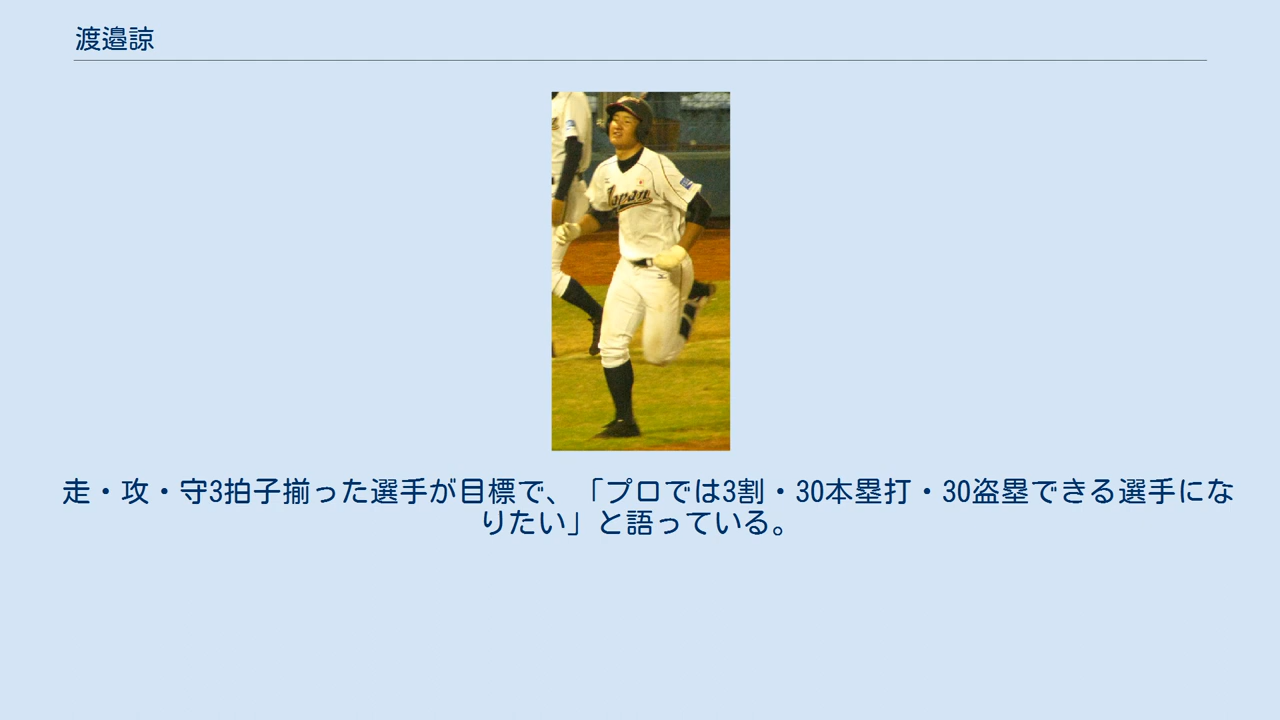 渡邉諒
Japan
走・攻・守3拍子揃った選手が目標で、「プロでは3割・30本塁打・30盗塁できる選手にな
りたい」と語っている。